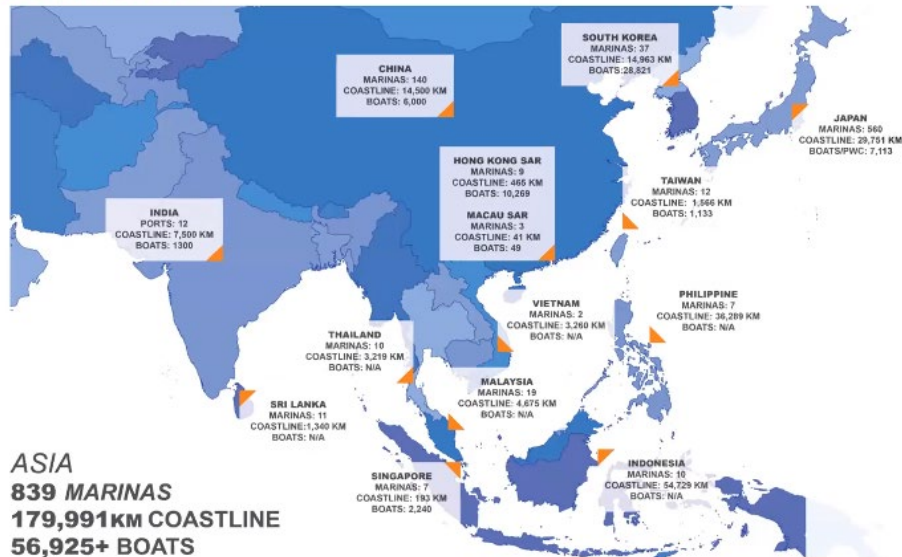 SOUTH KOREA
MARINAS: 37
COASTLINE: 14,963 KM
BOATS:28,821
CHINA
MARINAS: 140
COASTLINE: 14,500 KM
BOATS: 6,000
JAPAN
MARINAS: 560
COASTLINE: 29,751 KM
BOATS/PWC: 7,113
HONG KONG SAR
MARINAS: 9
COASTLINE: 465 KM
BOATS: 10,269
MACAU SAR
MARINAS: 3
COASTLINE: 41 KM
BOATS: 49
TAIWAN
MARINAS: 12
COASTLINE: 1,566 KM
BOATS: 1,133
INDIA
PORTS: 12
COASTLINE: 7,500 KM
BOATS: 1300
VIETNAM
MARINAS: 2
COASTLINE: 3,260 KM
BOATS: N/A
PHILIPPINE
MARINAS: 7
COASTLINE: 36,289 KM
BOATS: N/A
THAILAND
MARINAS: 10
COASTLINE: 3,219 KM
BOATS: N/A
MALAYSIA
MARINAS: 19
COASTLINE: 4,675 KM
BOATS: N/A
SRI LANKA
MARINAS: 11
COASTLINE:1,340 KM
BOATS: N/A
SINGAPORE
MARINAS: 7
COASTLINE: 193 KM
BOATS: 2,240
INDONESIA
MARINAS: 10
COASTLINE: 54,729 KM
BOATS: N/A
ASIA
839 MARINAS
179,991KM COASTLINE
56,925+ BOATS